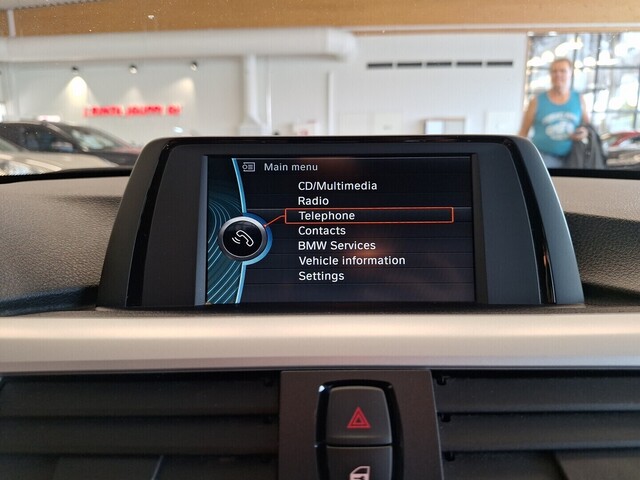 Main menu
CD/Multimedia
Radio
Telephone
Contacts
BMW Services
Vehicle information
Settings